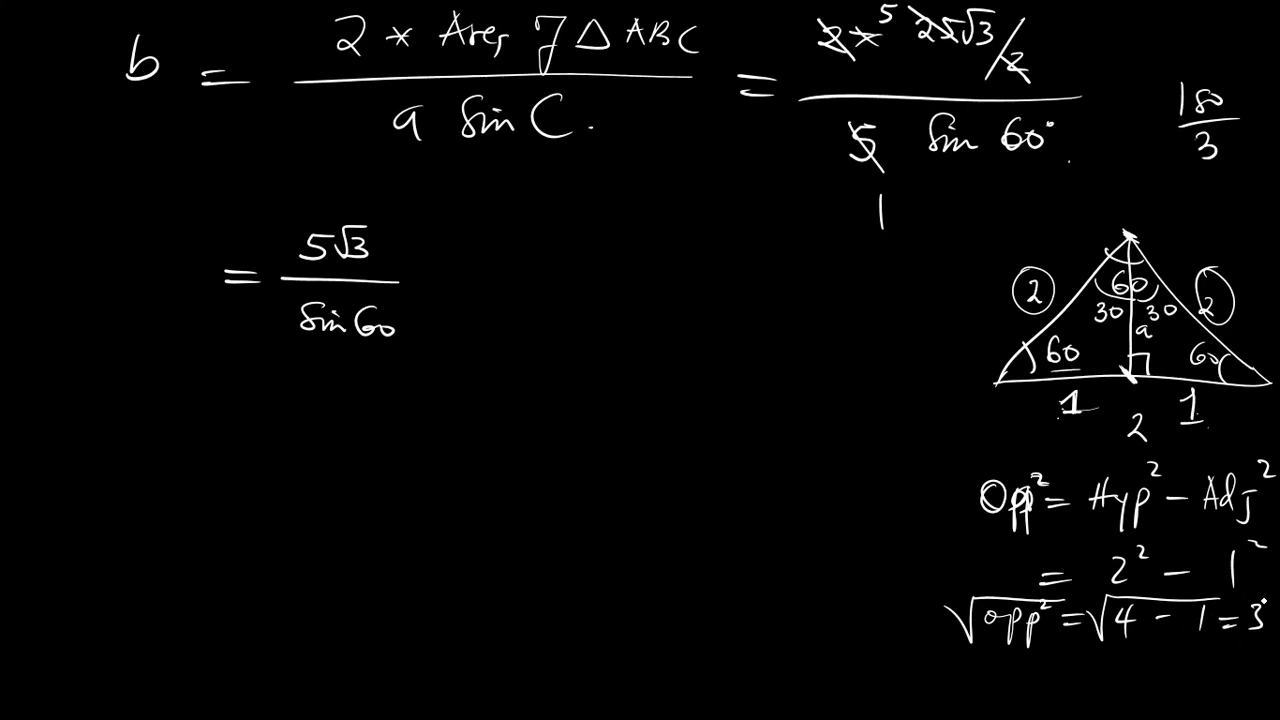 b = 2 * Area of △ ABC / a Sin C. = 2 * 5 25√3/2 / 5 1 Sin 60°.
180/3
= 5√3 / Sin 60
2 60 2
30 30
a
60 60
1 1
2
Opp² = Hyp² - Adj²
= 2² - 1²
√opp² = √4 - 1 = 3